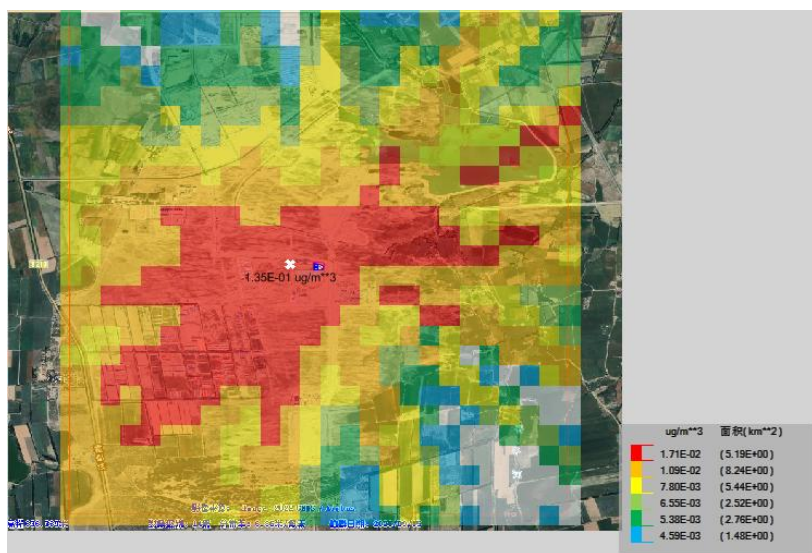 1.35E-01 ug/m**3
ug/m**3 面积(km**2)
1.71E-02 (5.19E+00)
1.09E-02 (8.24E+00)
7.80E-03 (5.44E+00)
6.55E-03 (2.52E+00)
5.38E-03 (2.76E+00)
4.59E-03 (1.48E+00)